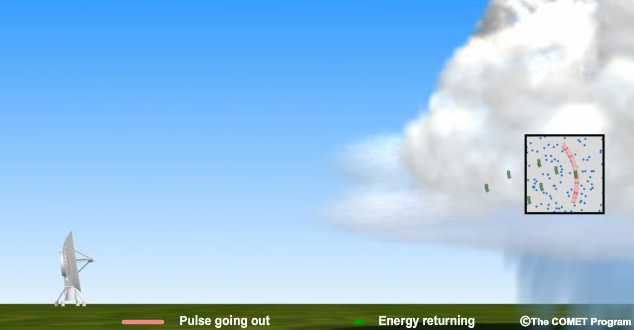 Pulse going out
Energy returning
©The COMET Program